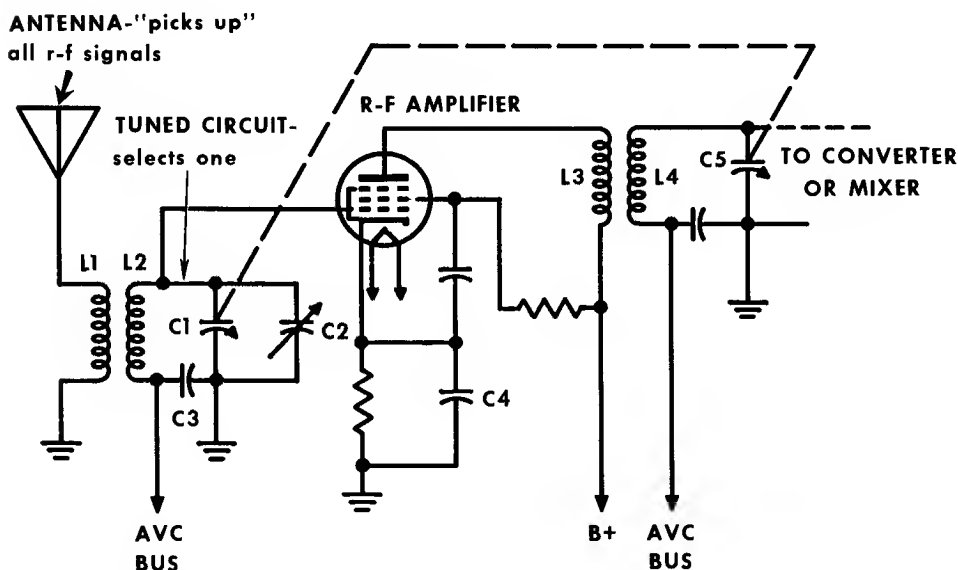 ANTENNA-"picks up"
all r-f signals
R-F AMPLIFIER
TUNED CIRCUIT-
selects one
L3
L4
C5
TO CONVERTER
OR MIXER
L1
L2
C1
C2
C3
C4
AVC
BUS
B+
AVC
BUS